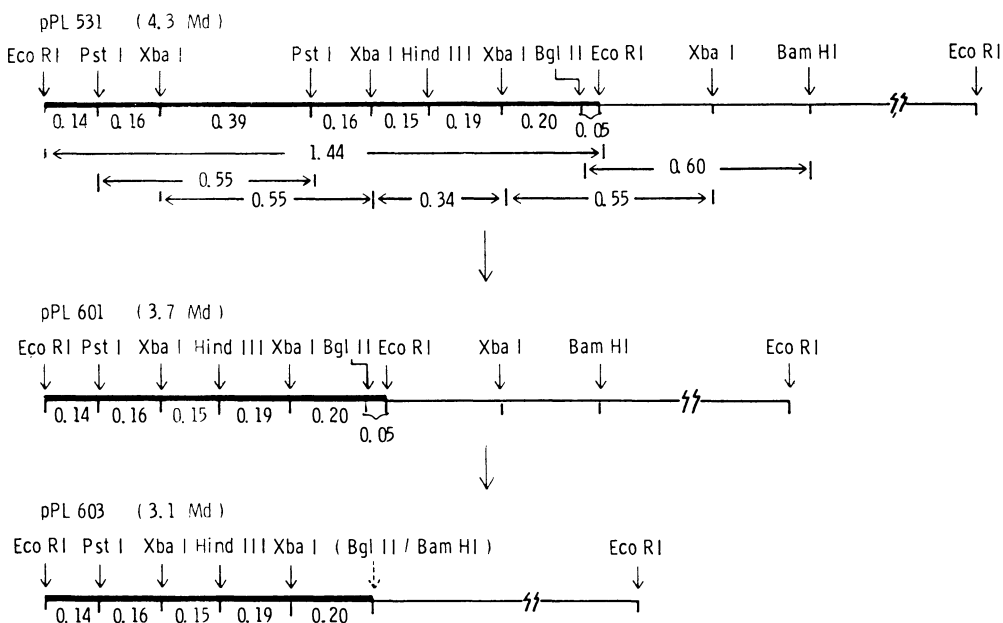 pPL 531 (4.3 Md)
Eco RI Pst I Xba I Pst I Xba I Hind III Xba I Bgl II Eco RI Xba I Bam HI Eco RI
0.14 0.16 0.39 0.16 0.15 0.19 0.20 0.05
1.44
0.60
0.55
0.55 0.34 0.55
pPL 601 (3.7 Md)
Eco RI Pst I Xba I Hind III Xba I Bgl II Eco RI Xba I Bam HI Eco RI
0.14 0.16 0.15 0.19 0.20
0.05
pPL 603 (3.1 Md)
Eco RI Pst I Xba I Hind III Xba I (Bgl II / Bam HI) Eco RI
0.14 0.16 0.15 0.19 0.20